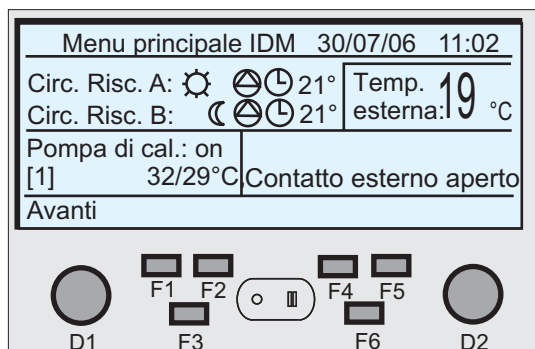 Menu principale IDM 30/07/06 11:02
Circ. Risc. A: 21°
Circ. Risc. B: 21°
Temp. esterna: 19 °C
Pompa di cal.: on
[1] 32/29°C
Contatto esterno aperto
Avanti
F1 F2 F4 F5
D1 F3 F6 D2